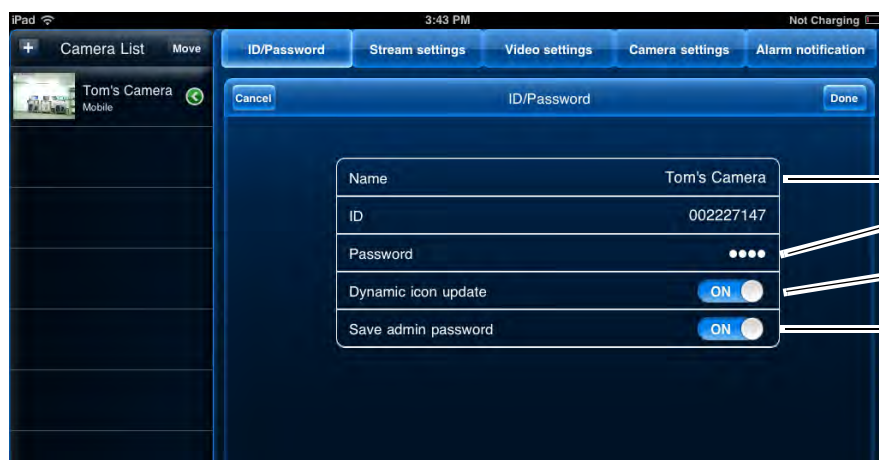 iPad 3:43 PM Not Charging
+ Camera List Move
ID/Password Stream settings Video settings Camera settings Alarm notification
Tom's Camera
Mobile
Cancel ID/Password Done
Name Tom's Camera
ID 002227147
Password ••••
Dynamic icon update ON
Save admin password ON